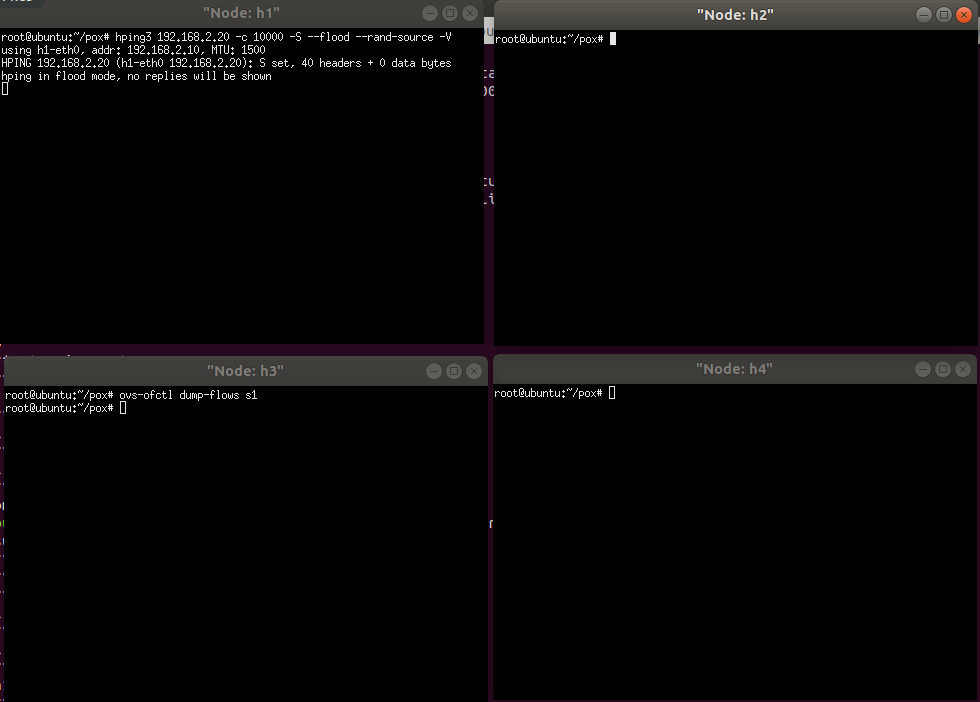 "Node: h1"
root@ubuntu:~/pox# hping3 192.168.2.20 -c 10000 -S --flood --rand-source -V
using h1-eth0, addr: 192.168.2.10, MTU: 1500
HPING 192.168.2.20 (h1-eth0 192.168.2.20): S set, 40 headers + 0 data bytes
hping in flood mode, no replies will be shown
"Node: h2"
root@ubuntu:~/pox#
"Node: h3"
root@ubuntu:~/pox# ovs-ofctl dump-flows s1
root@ubuntu:~/pox#
"Node: h4"
root@ubuntu:~/pox#